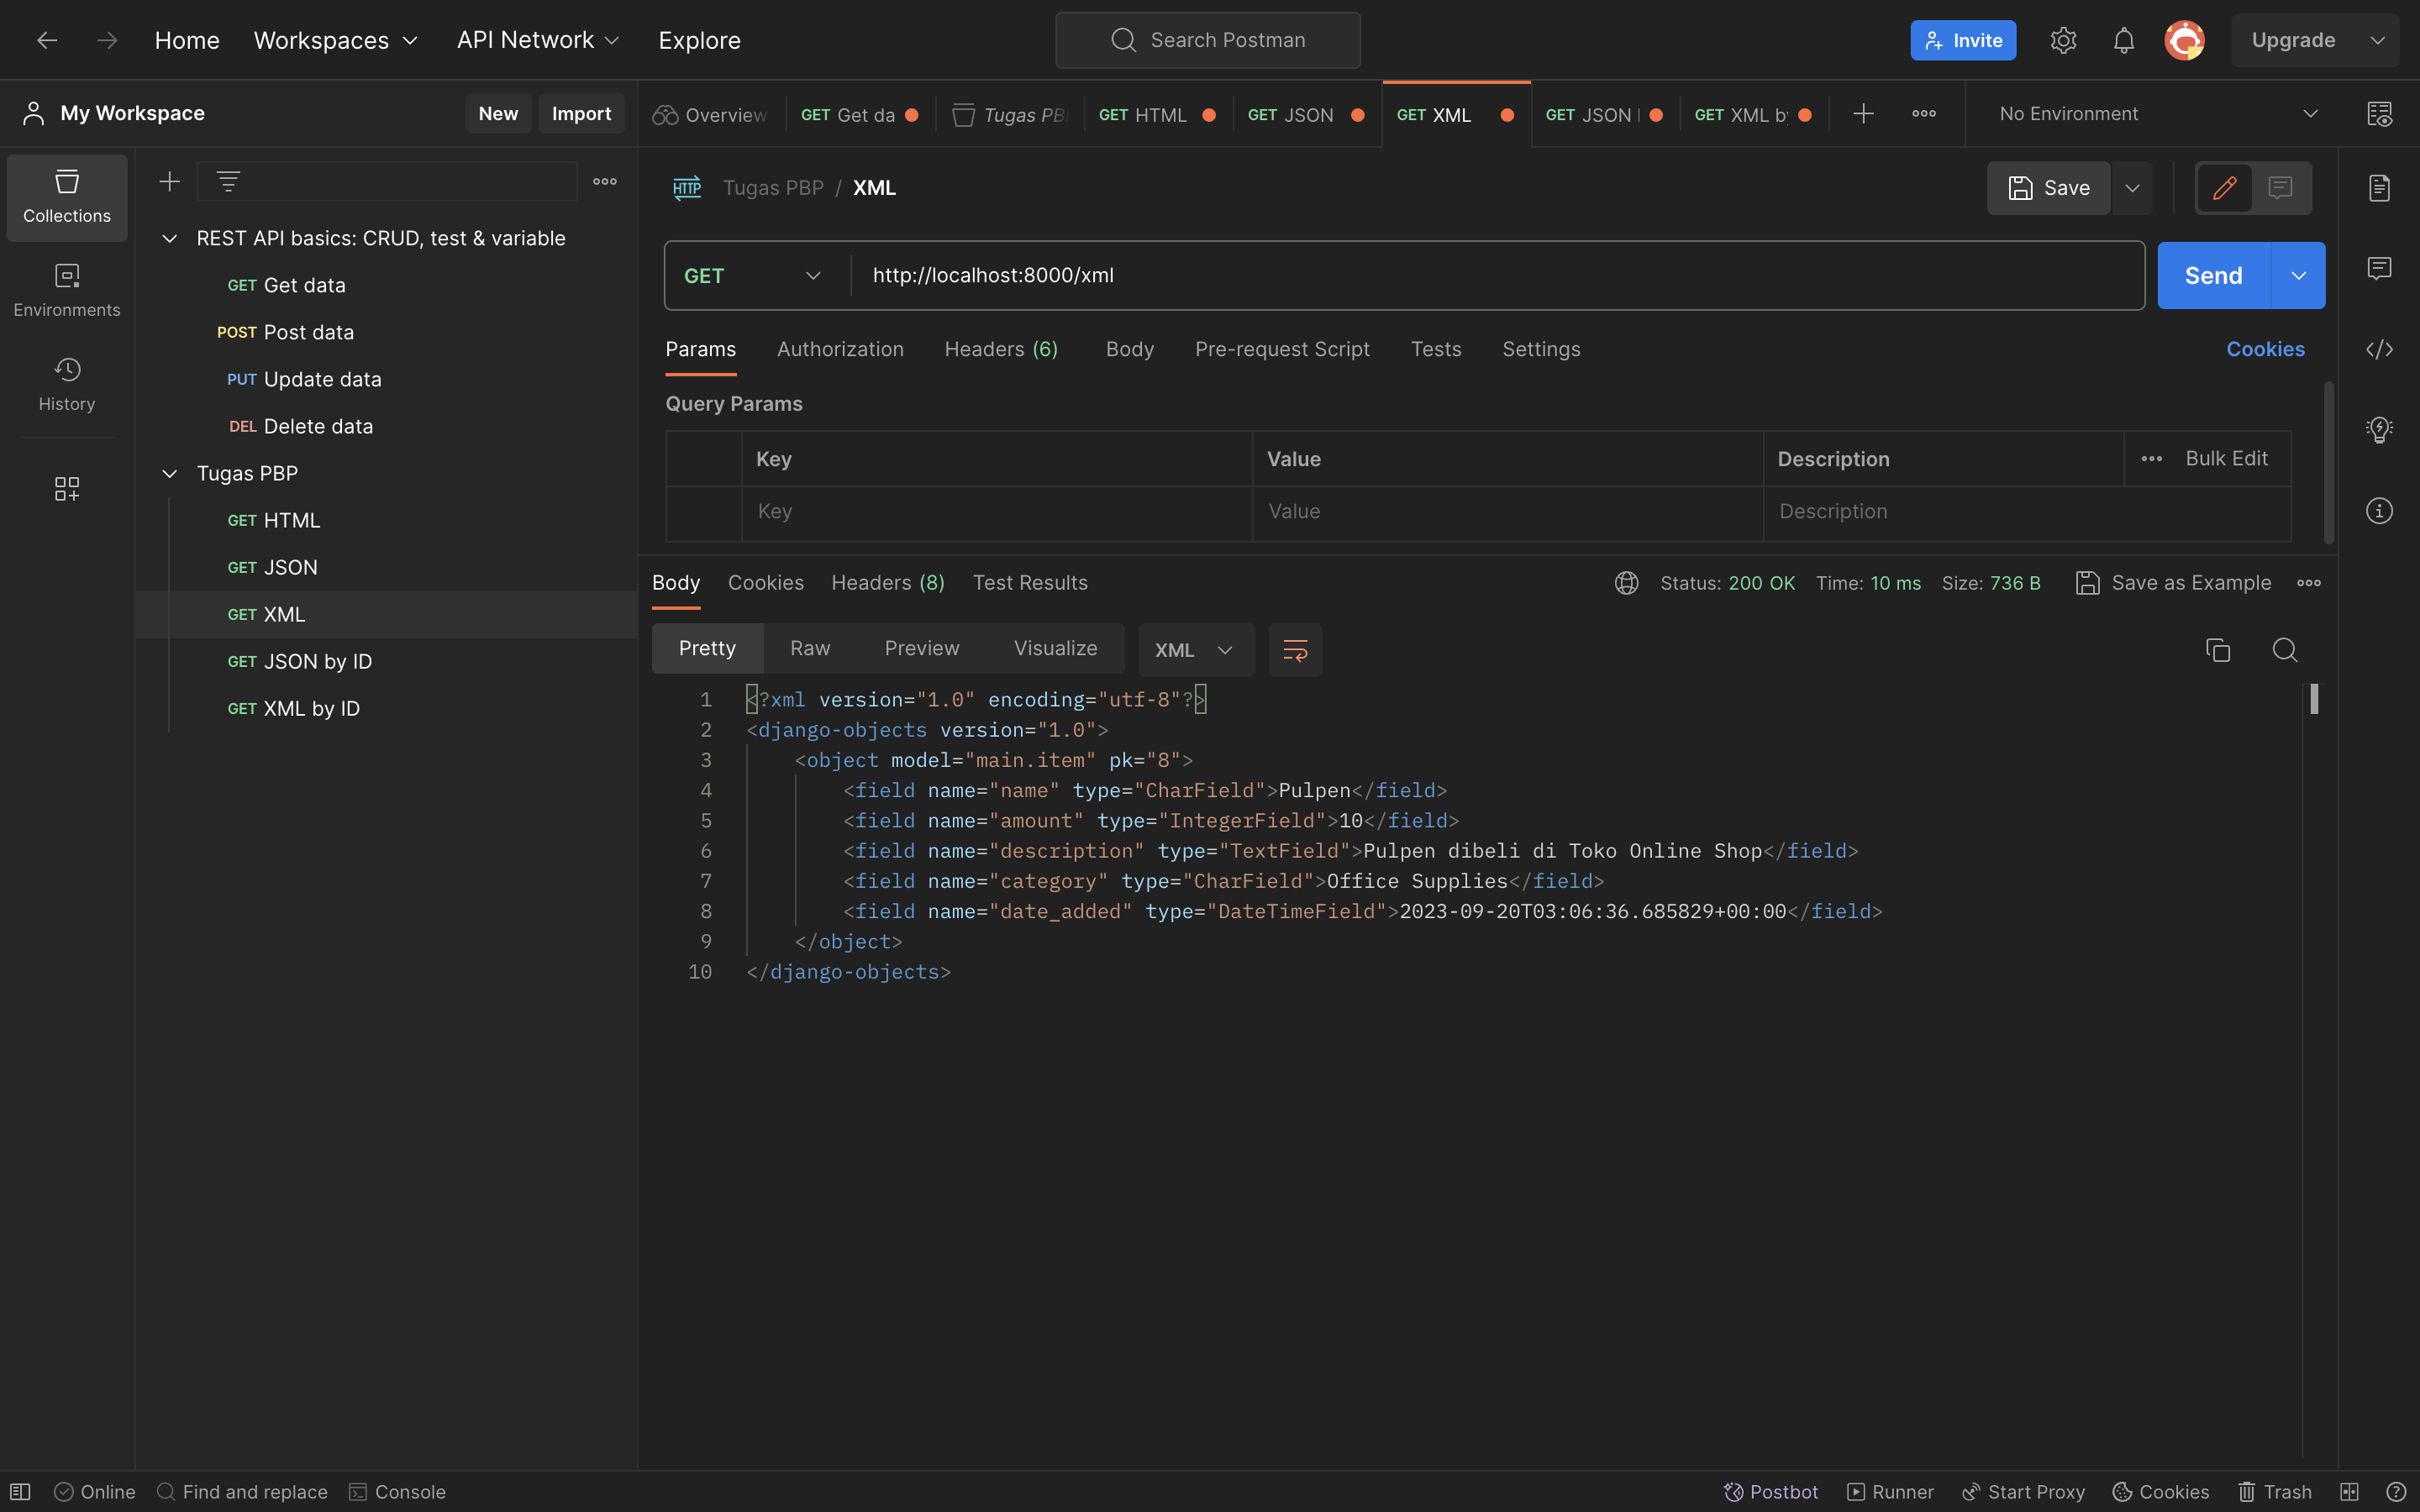 Home Workspaces API Network Explore Search Postman Invite Upgrade
My Workspace New Import
Overview GET Get da Tugas PB GET HTML GET JSON GET XML GET JSON GET XML by No Environment
Collections
Environments
History
REST API basics: CRUD, test & variable
GET Get data
POST Post data
PUT Update data
DEL Delete data
Tugas PBP
GET HTML
GET JSON
GET XML
GET JSON by ID
GET XML by ID
HTTP Tugas PBP / XML Save
GET http://localhost:8000/xml Send
Params Authorization Headers (6) Body Pre-request Script Tests Settings Cookies
Query Params
Key Value Description Bulk Edit
Key Value Description
Body Cookies Headers (8) Test Results Status: 200 OK Time: 10 ms Size: 736 B Save as Example
Pretty Raw Preview Visualize XML
1 <?xml version="1.0" encoding="utf-8"?>
2 <django-objects version="1.0">
3 <object model="main.item" pk="8">
4 <field name="name" type="CharField">Pulpen</field>
5 <field name="amount" type="IntegerField">10</field>
6 <field name="description" type="TextField">Pulpen dibeli di Toko Online Shop</field>
7 <field name="category" type="CharField">Office Supplies</field>
8 <field name="date_added" type="DateTimeField">2023-09-20T03:06:36.685829+00:00</field>
9 </object>
10 </django-objects>
Online Find and replace Console Postbot Runner Start Proxy Cookies Trash